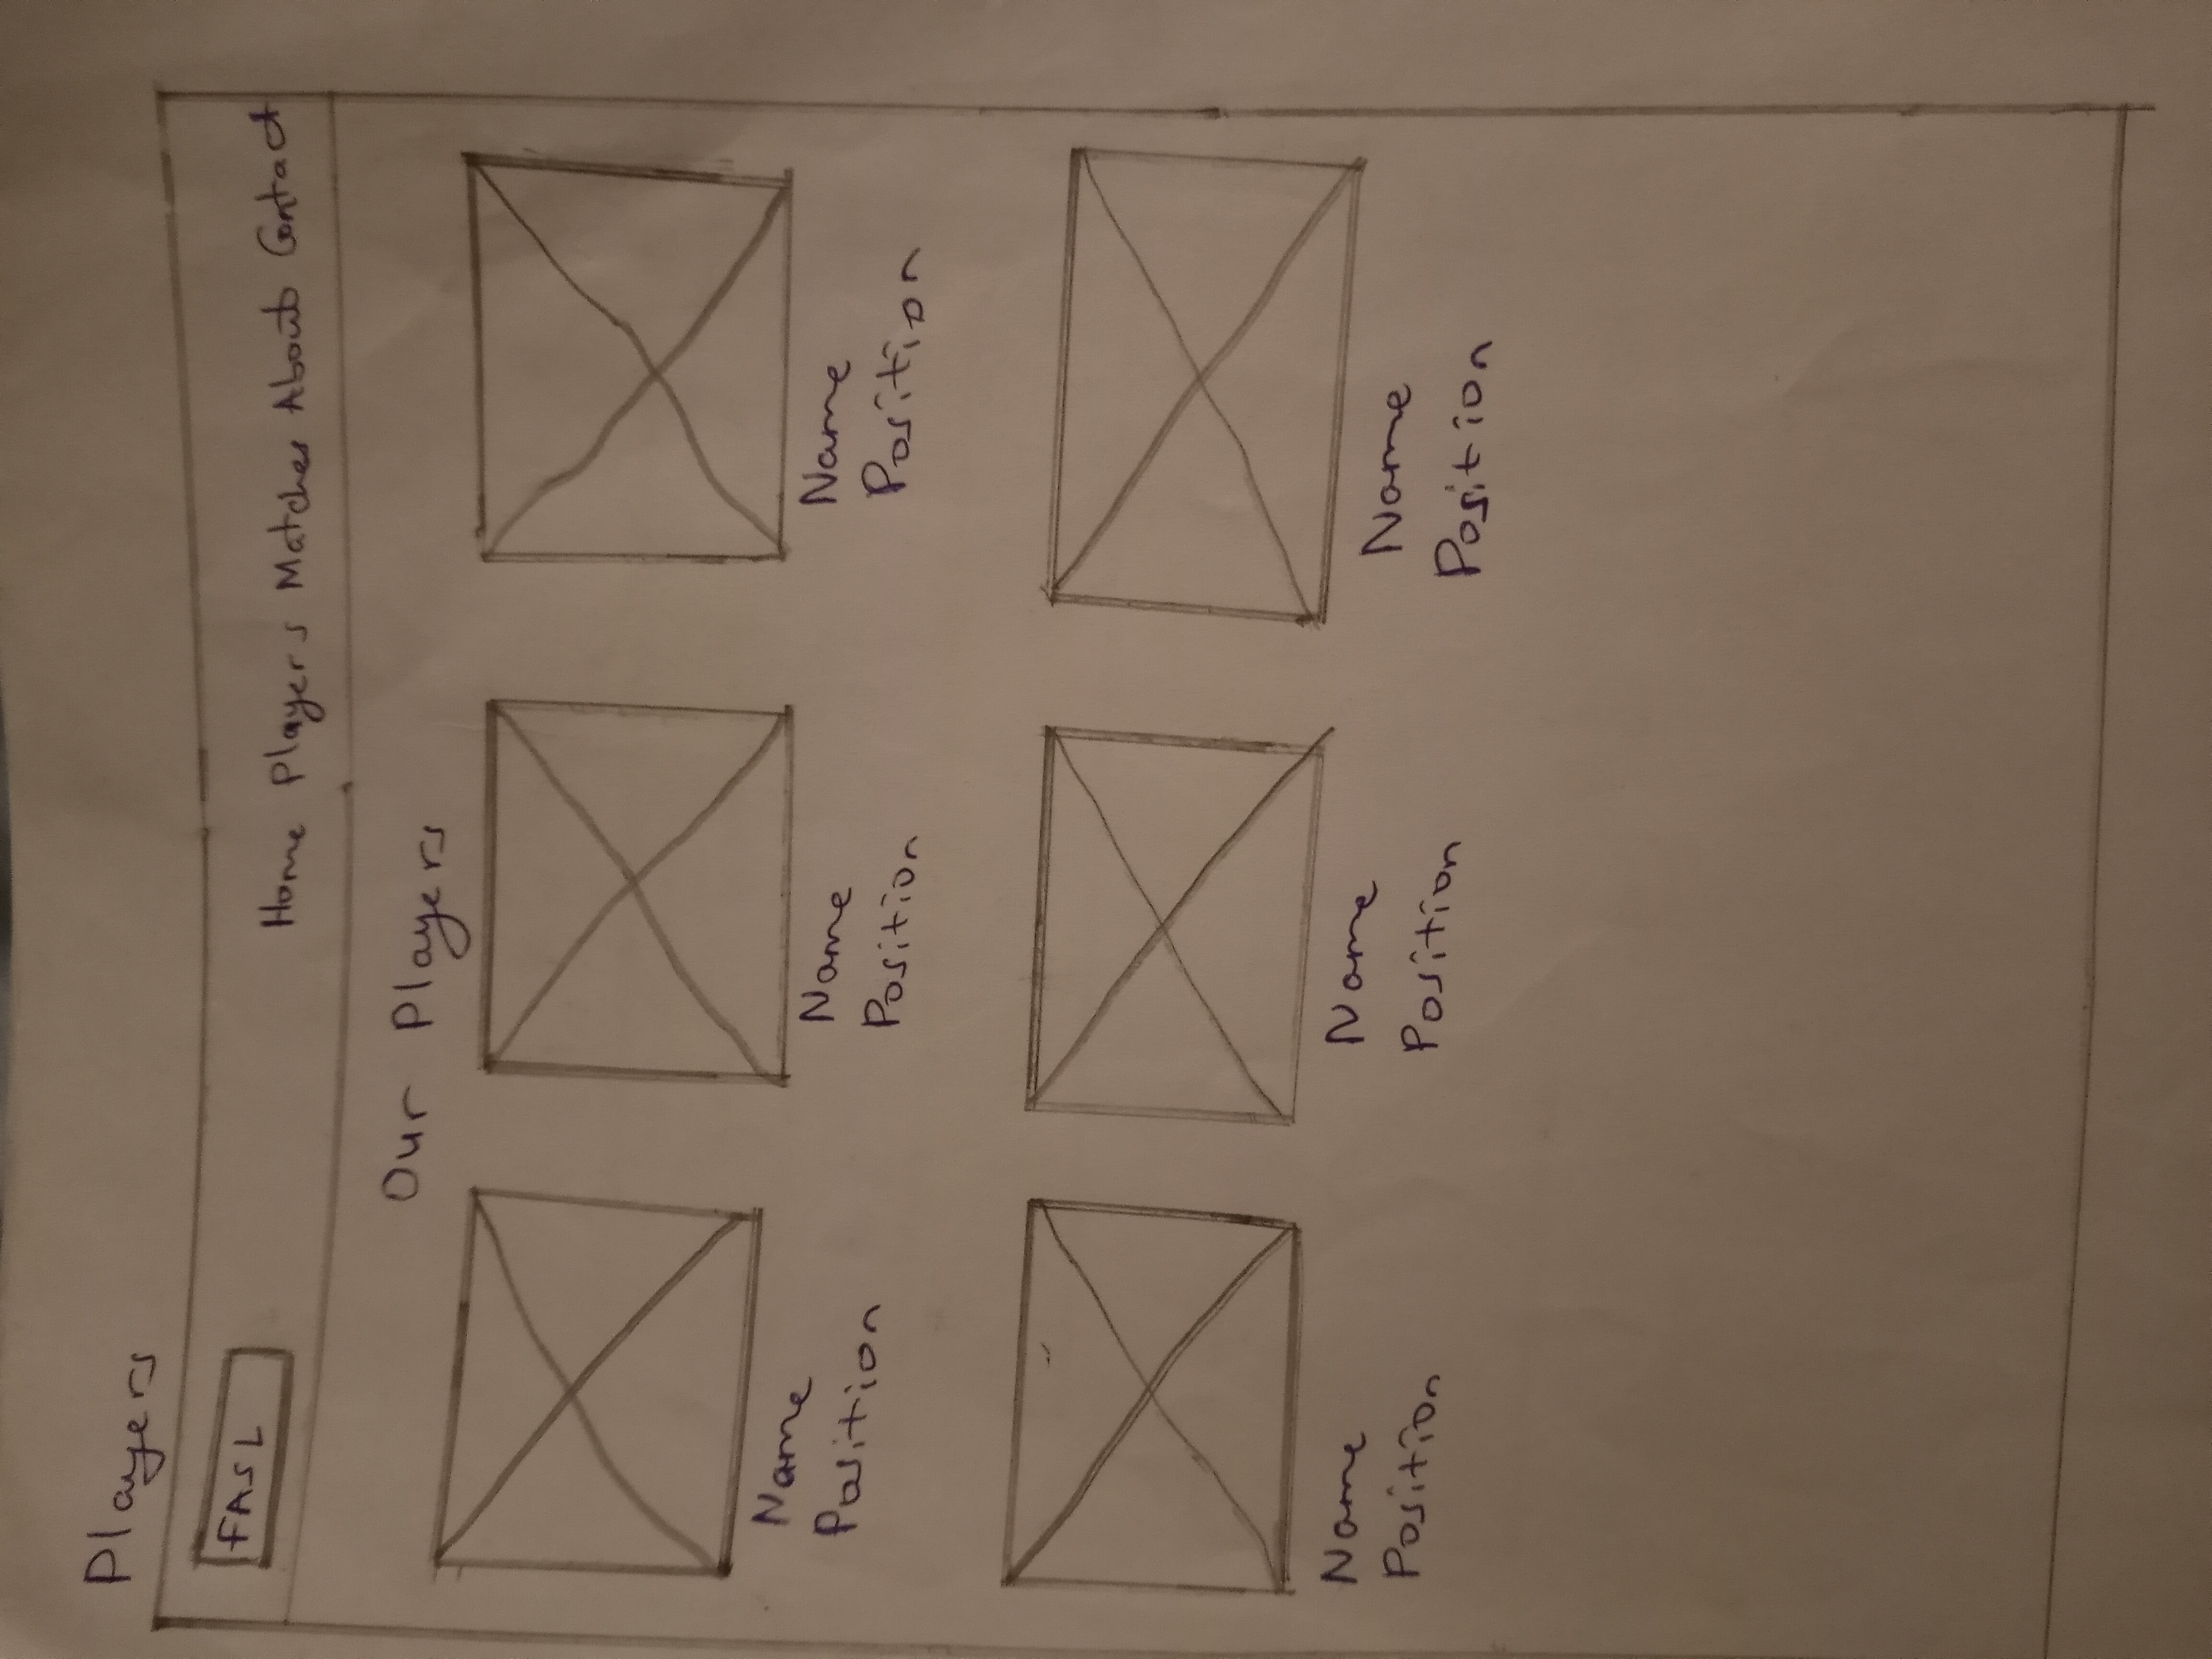 Players
FASL
Home Players Matches About Contact
Our Players
Name
Position
Name
Position
Name
Position
Name
Position
Name
Position
Name
Position